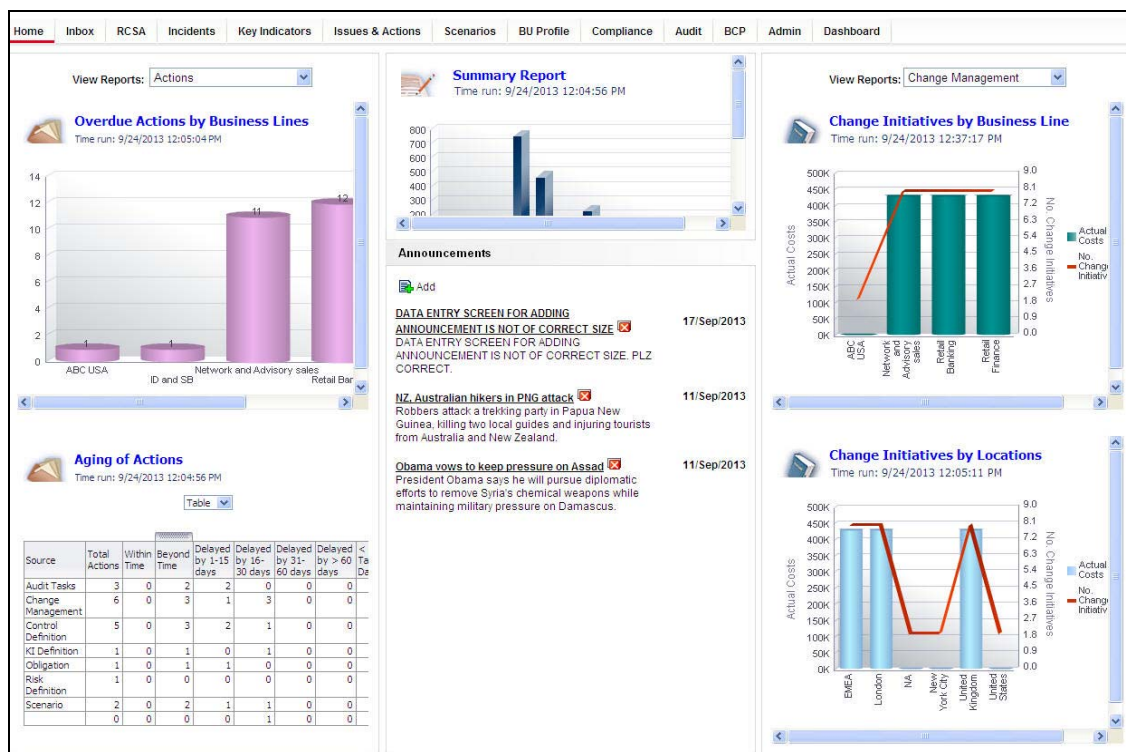 Home Inbox RCSA Incidents Key Indicators Issues & Actions Scenarios BU Profile Compliance Audit BCP Admin Dashboard
View Reports: Actions
Overdue Actions by Business Lines
Time run: 9/24/2013 12:05:04 PM
14
12
10
8
6
4
2
0
1
1
11
12
ABC USA
ID and SB
Network and Advisory sales
Retail Ban
Aging of Actions
Time run: 9/24/2013 12:04:56 PM
Table
Source Total Actions Within Time Beyond Time Delayed by 1-15 days Delayed by 16-30 days Delayed by 31-60 days Delayed by > 60 days < Ta Da
Audit Tasks 3 0 2 2 0 0 0
Change Management 6 0 3 1 3 0 0
Control Definition 5 0 3 2 1 0 0
KI Definition 1 0 1 0 1 0 0
Obligation 1 0 1 1 0 0 0
Risk Definition 1 0 0 0 0 0 0
Scenario 2 0 2 1 1 0 0
0 0 0 0 1 0 0
Summary Report
Time run: 9/24/2013 12:04:56 PM
800
700
600
500
400
300
200
Announcements
Add
DATA ENTRY SCREEN FOR ADDING
ANNOUNCEMENT IS NOT OF CORRECT SIZE
17/Sep/2013
DATA ENTRY SCREEN FOR ADDING
ANNOUNCEMENT IS NOT OF CORRECT SIZE. PLZ
CORRECT.
NZ, Australian hikers in PNG attack
11/Sep/2013
Robbers attack a trekking party in Papua New
Guinea, killing two local guides and injuring tourists
from Australia and New Zealand.
Obama vows to keep pressure on Assad
11/Sep/2013
President Obama says he will pursue diplomatic
efforts to remove Syria's chemical weapons while
maintaining military pressure on Damascus.
View Reports: Change Management
Change Initiatives by Business Line
Time run: 9/24/2013 12:37:17 PM
500K
450K
400K
350K
300K
250K
200K
150K
100K
50K
0K
Actual Costs
9.0
8.1
7.2
6.3
5.4
4.5
3.6
2.7
1.8
0.9
0.0
No. Change Initiatives
Actual
Costs
No.
Chang
Initiativ
ABC USA
Network and Advisory sales
Retail Banking
Retail Finance
Change Initiatives by Locations
Time run: 9/24/2013 12:05:11 PM
500K
450K
400K
350K
300K
250K
200K
150K
100K
50K
0K
Actual Costs
9.0
8.1
7.2
6.3
5.4
4.5
3.6
2.7
1.8
0.9
0.0
No. Change Initiatives
Actual
Costs
No.
Chang
Initiativ
EMEA
London
NA
New York City
United Kingdom
United States